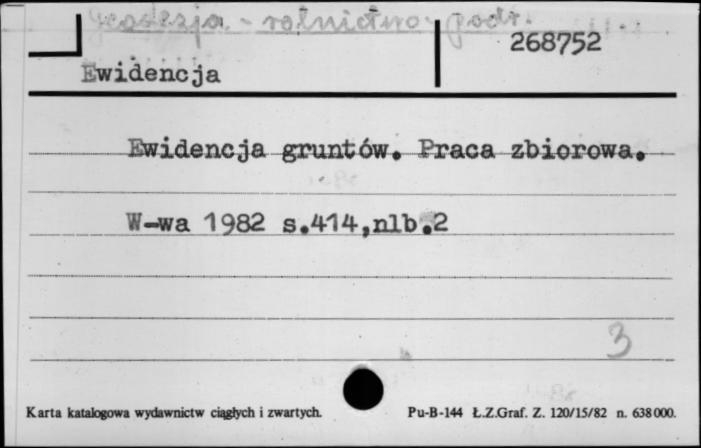 Geodezja - rolnictwo - podr.
268752
Ewidencja
Ewidencja gruntów. Praca zbiorowa.
W-wa 1982 s.414,nlb.2
3
Karta katalogowa wydawnictw ciągłych i zwartych.
Pu-B-144 Ł.Z.Graf. Z. 120/15/82 n. 638000.